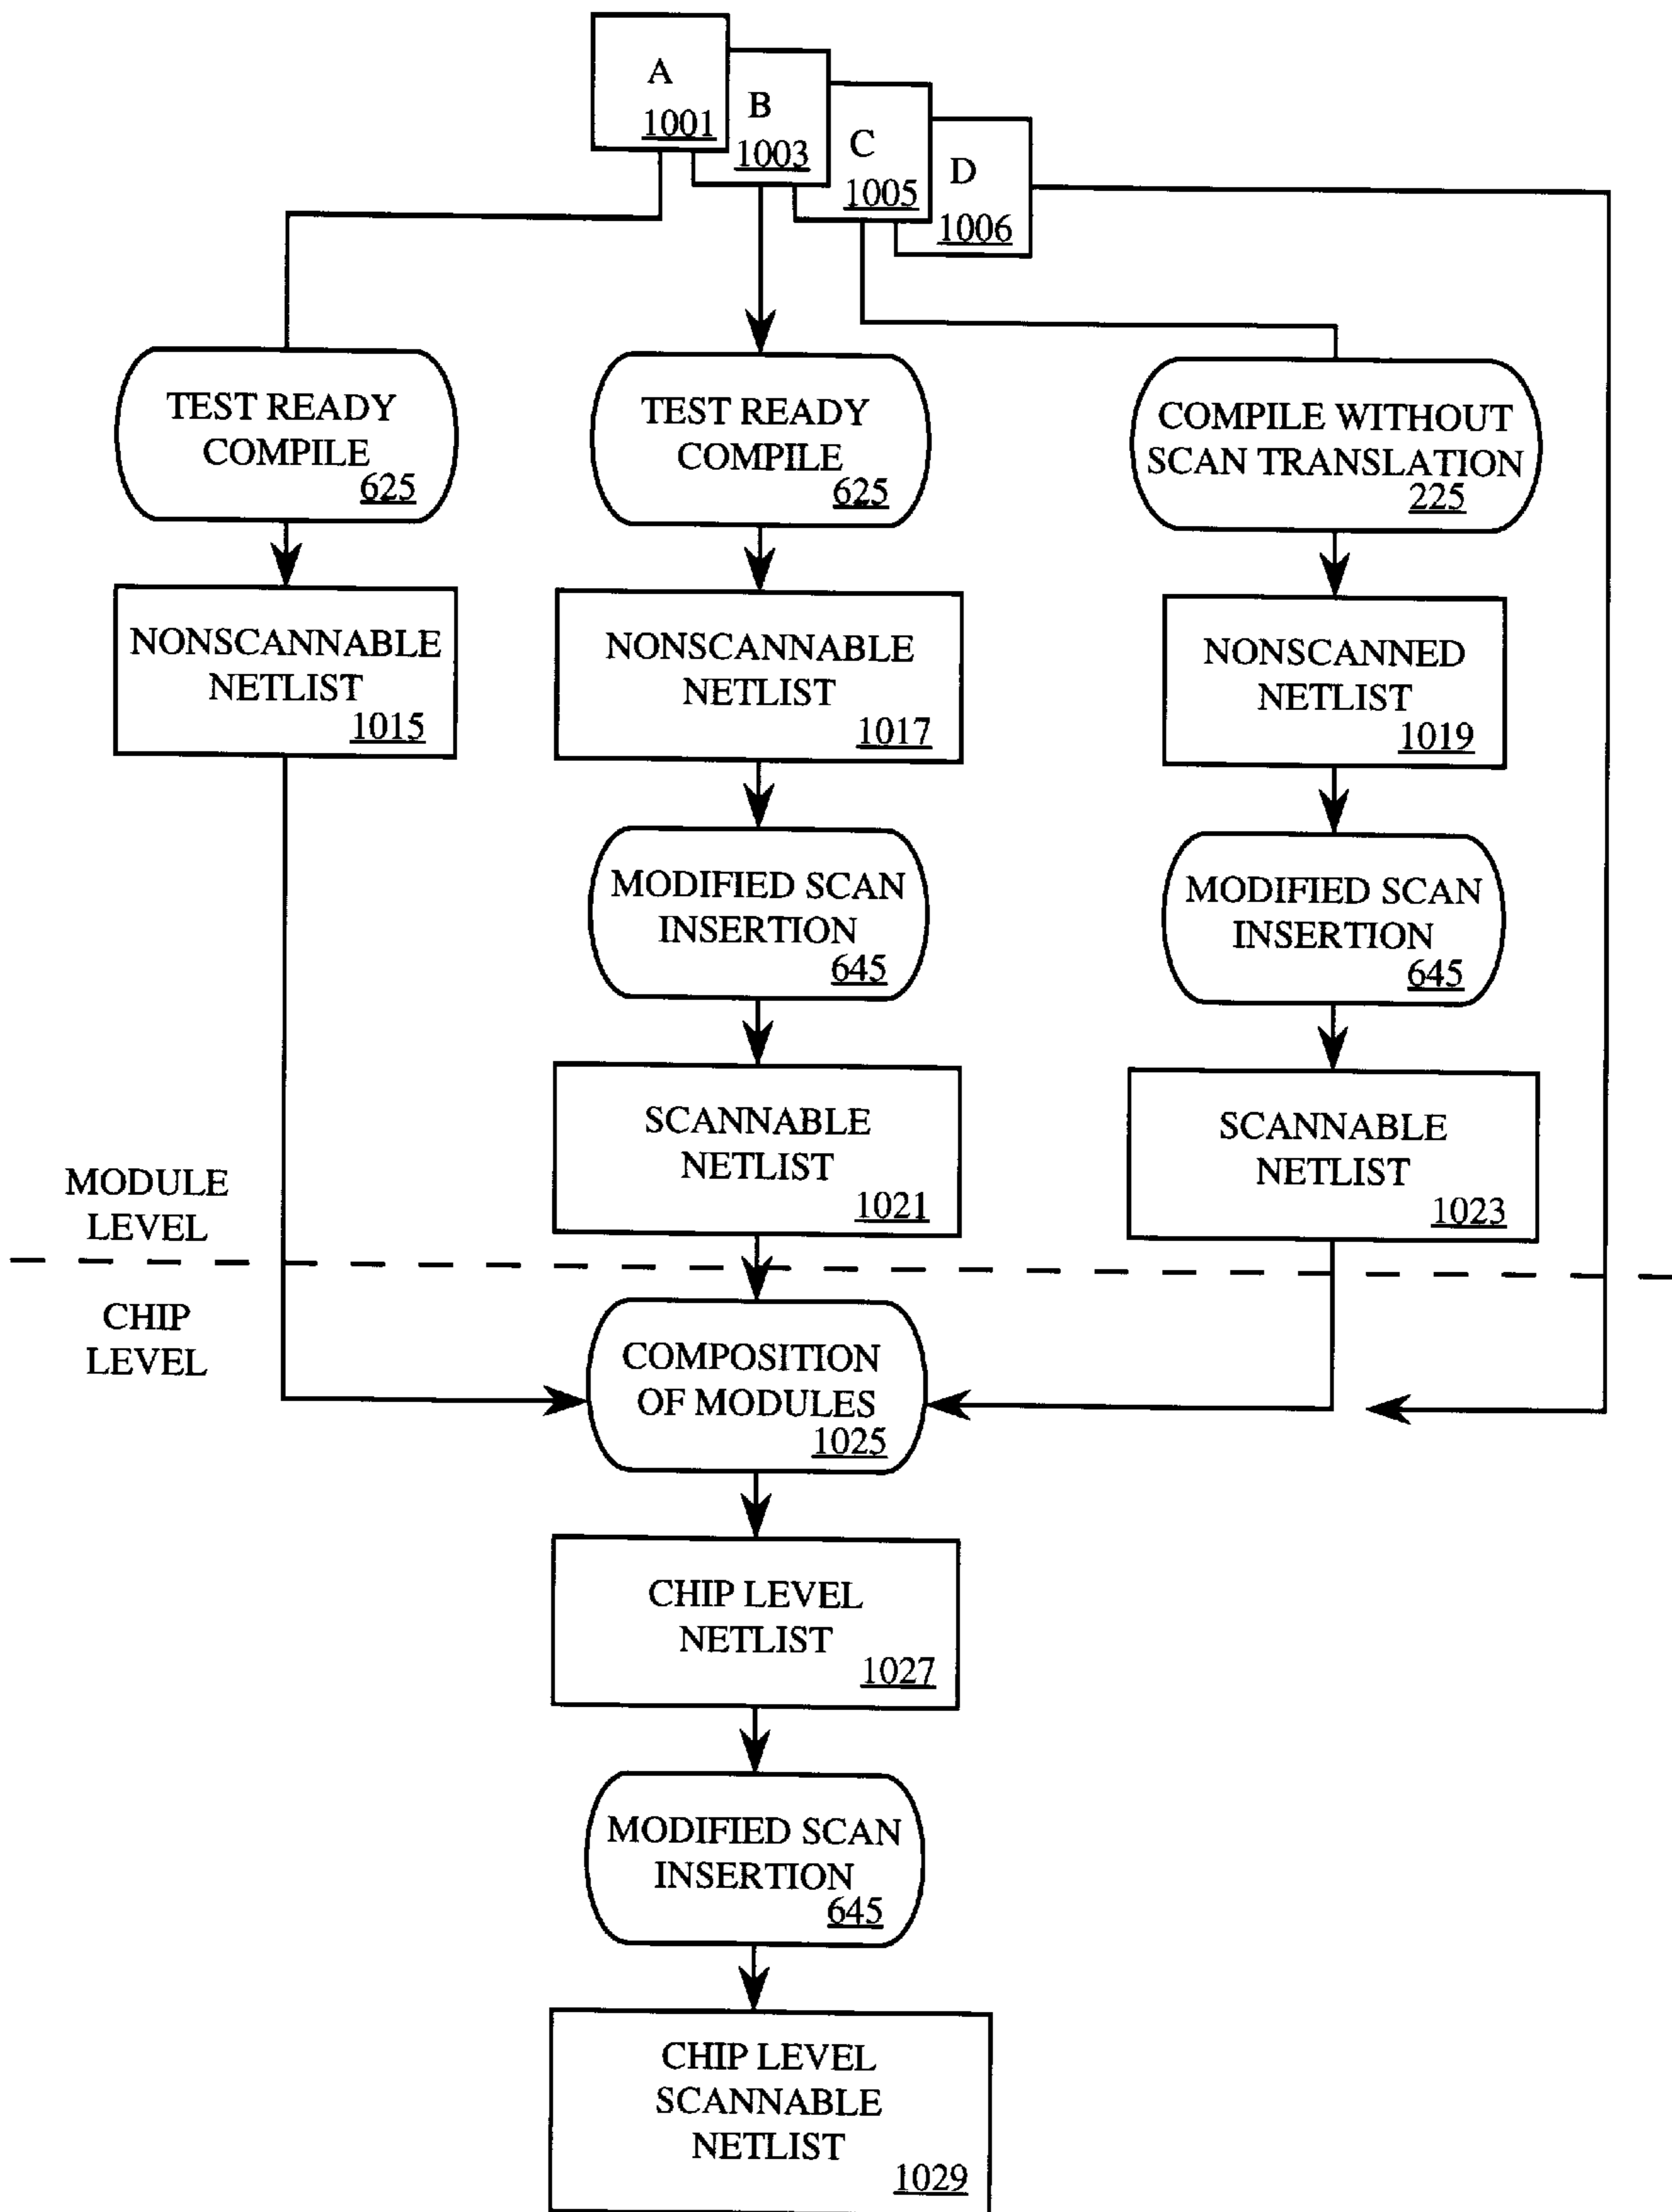 A
1001
B
1003
C
1005
D
1006
TEST READY
COMPILE
625
TEST READY
COMPILE
625
COMPILE WITHOUT
SCAN TRANSLATION
225
NONSCANNABLE
NETLIST
1015
NONSCANNABLE
NETLIST
1017
NONSCANNED
NETLIST
1019
MODIFIED SCAN
INSERTION
645
MODIFIED SCAN
INSERTION
645
SCANNABLE
NETLIST
1021
SCANNABLE
NETLIST
1023
MODULE
LEVEL
CHIP
LEVEL
COMPOSITION
OF MODULES
1025
CHIP LEVEL
NETLIST
1027
MODIFIED SCAN
INSERTION
645
CHIP LEVEL
SCANNABLE
NETLIST
1029